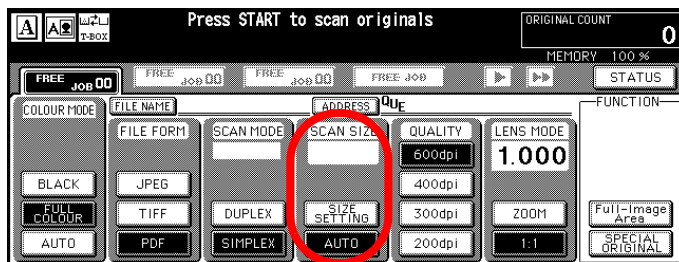 A A T-BOX Press START to scan originals ORIGINAL COUNT
0
MEMORY 100 %
FREE JOB 00 FREE JOB 00 FREE JOB 00 FREE JOB STATUS
COLOUR MODE FILE NAME ADDRESS QUE FUNCTION
FILE FORM SCAN MODE SCAN SIZE QUALITY LENS MODE
600dpi 1.000
BLACK JPEG 400dpi
FULL COLOUR TIFF DUPLEX SIZE SETTING 300dpi ZOOM Full-Image Area
AUTO PDF SIMPLEX AUTO 200dpi 1:1 SPECIAL ORIGINAL